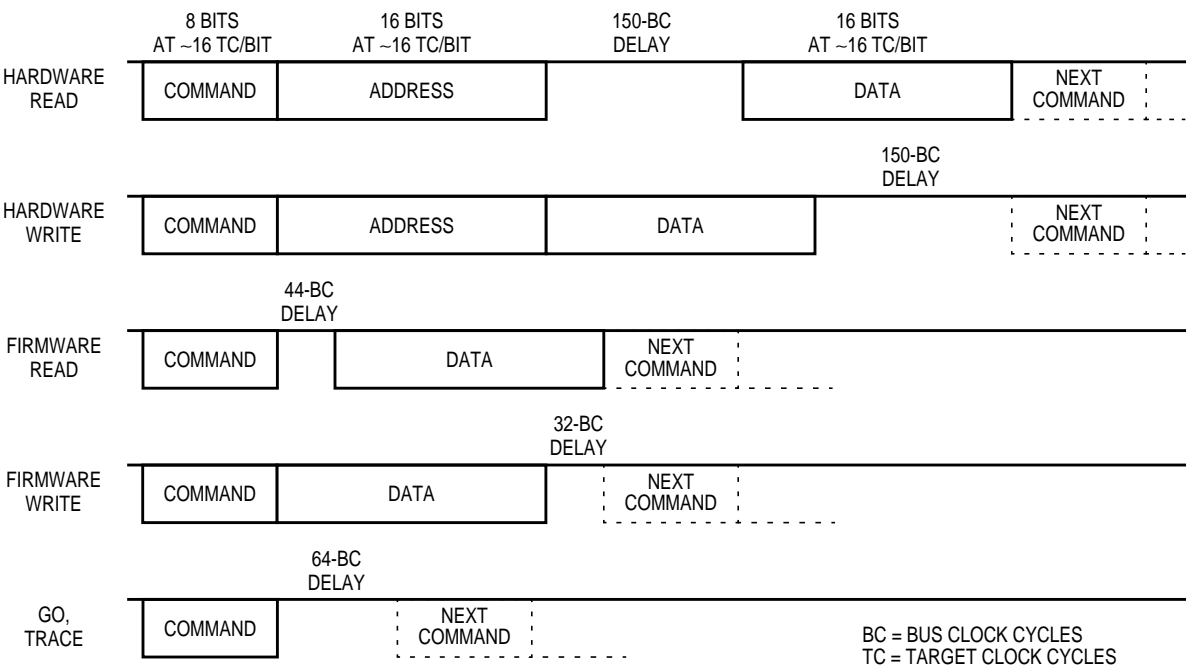 8 BITS
AT ~16 TC/BIT
16 BITS
AT ~16 TC/BIT
150-BC
DELAY
16 BITS
AT ~16 TC/BIT
HARDWARE
READ
COMMAND
ADDRESS
DATA
NEXT
COMMAND
150-BC
DELAY
HARDWARE
WRITE
COMMAND
ADDRESS
DATA
NEXT
COMMAND
44-BC
DELAY
FIRMWARE
READ
COMMAND
DATA
NEXT
COMMAND
32-BC
DELAY
FIRMWARE
WRITE
COMMAND
DATA
NEXT
COMMAND
64-BC
DELAY
GO,
TRACE
COMMAND
NEXT
COMMAND
BC = BUS CLOCK CYCLES
TC = TARGET CLOCK CYCLES